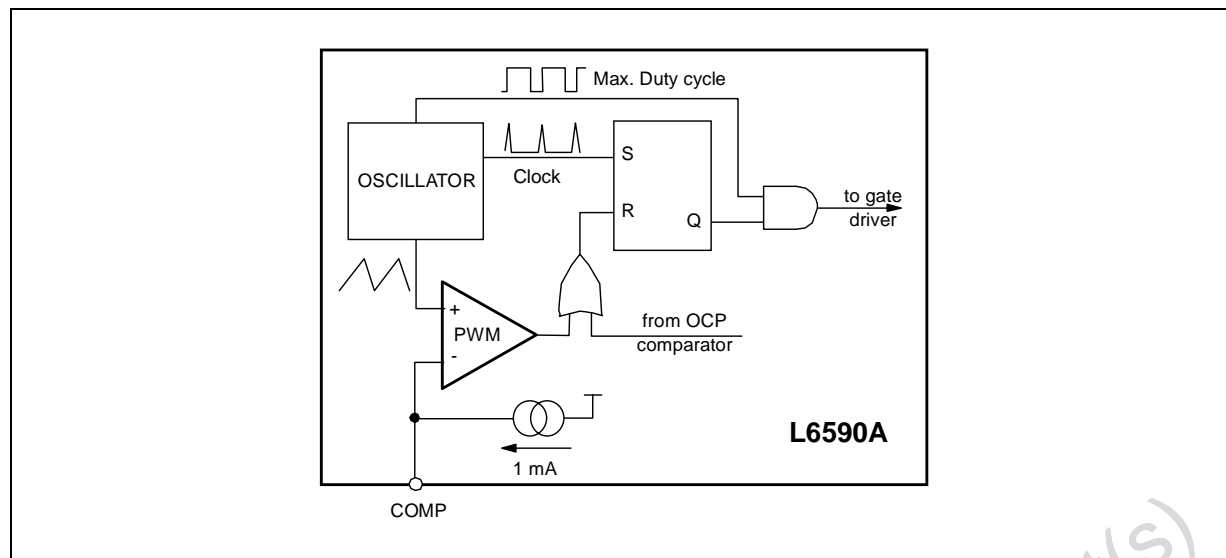 Max. Duty cycle
OSCILLATOR
Clock
S
R
Q
to gate
driver
+
PWM
-
from OCP
comparator
1 mA
L6590A
COMP
t(s)